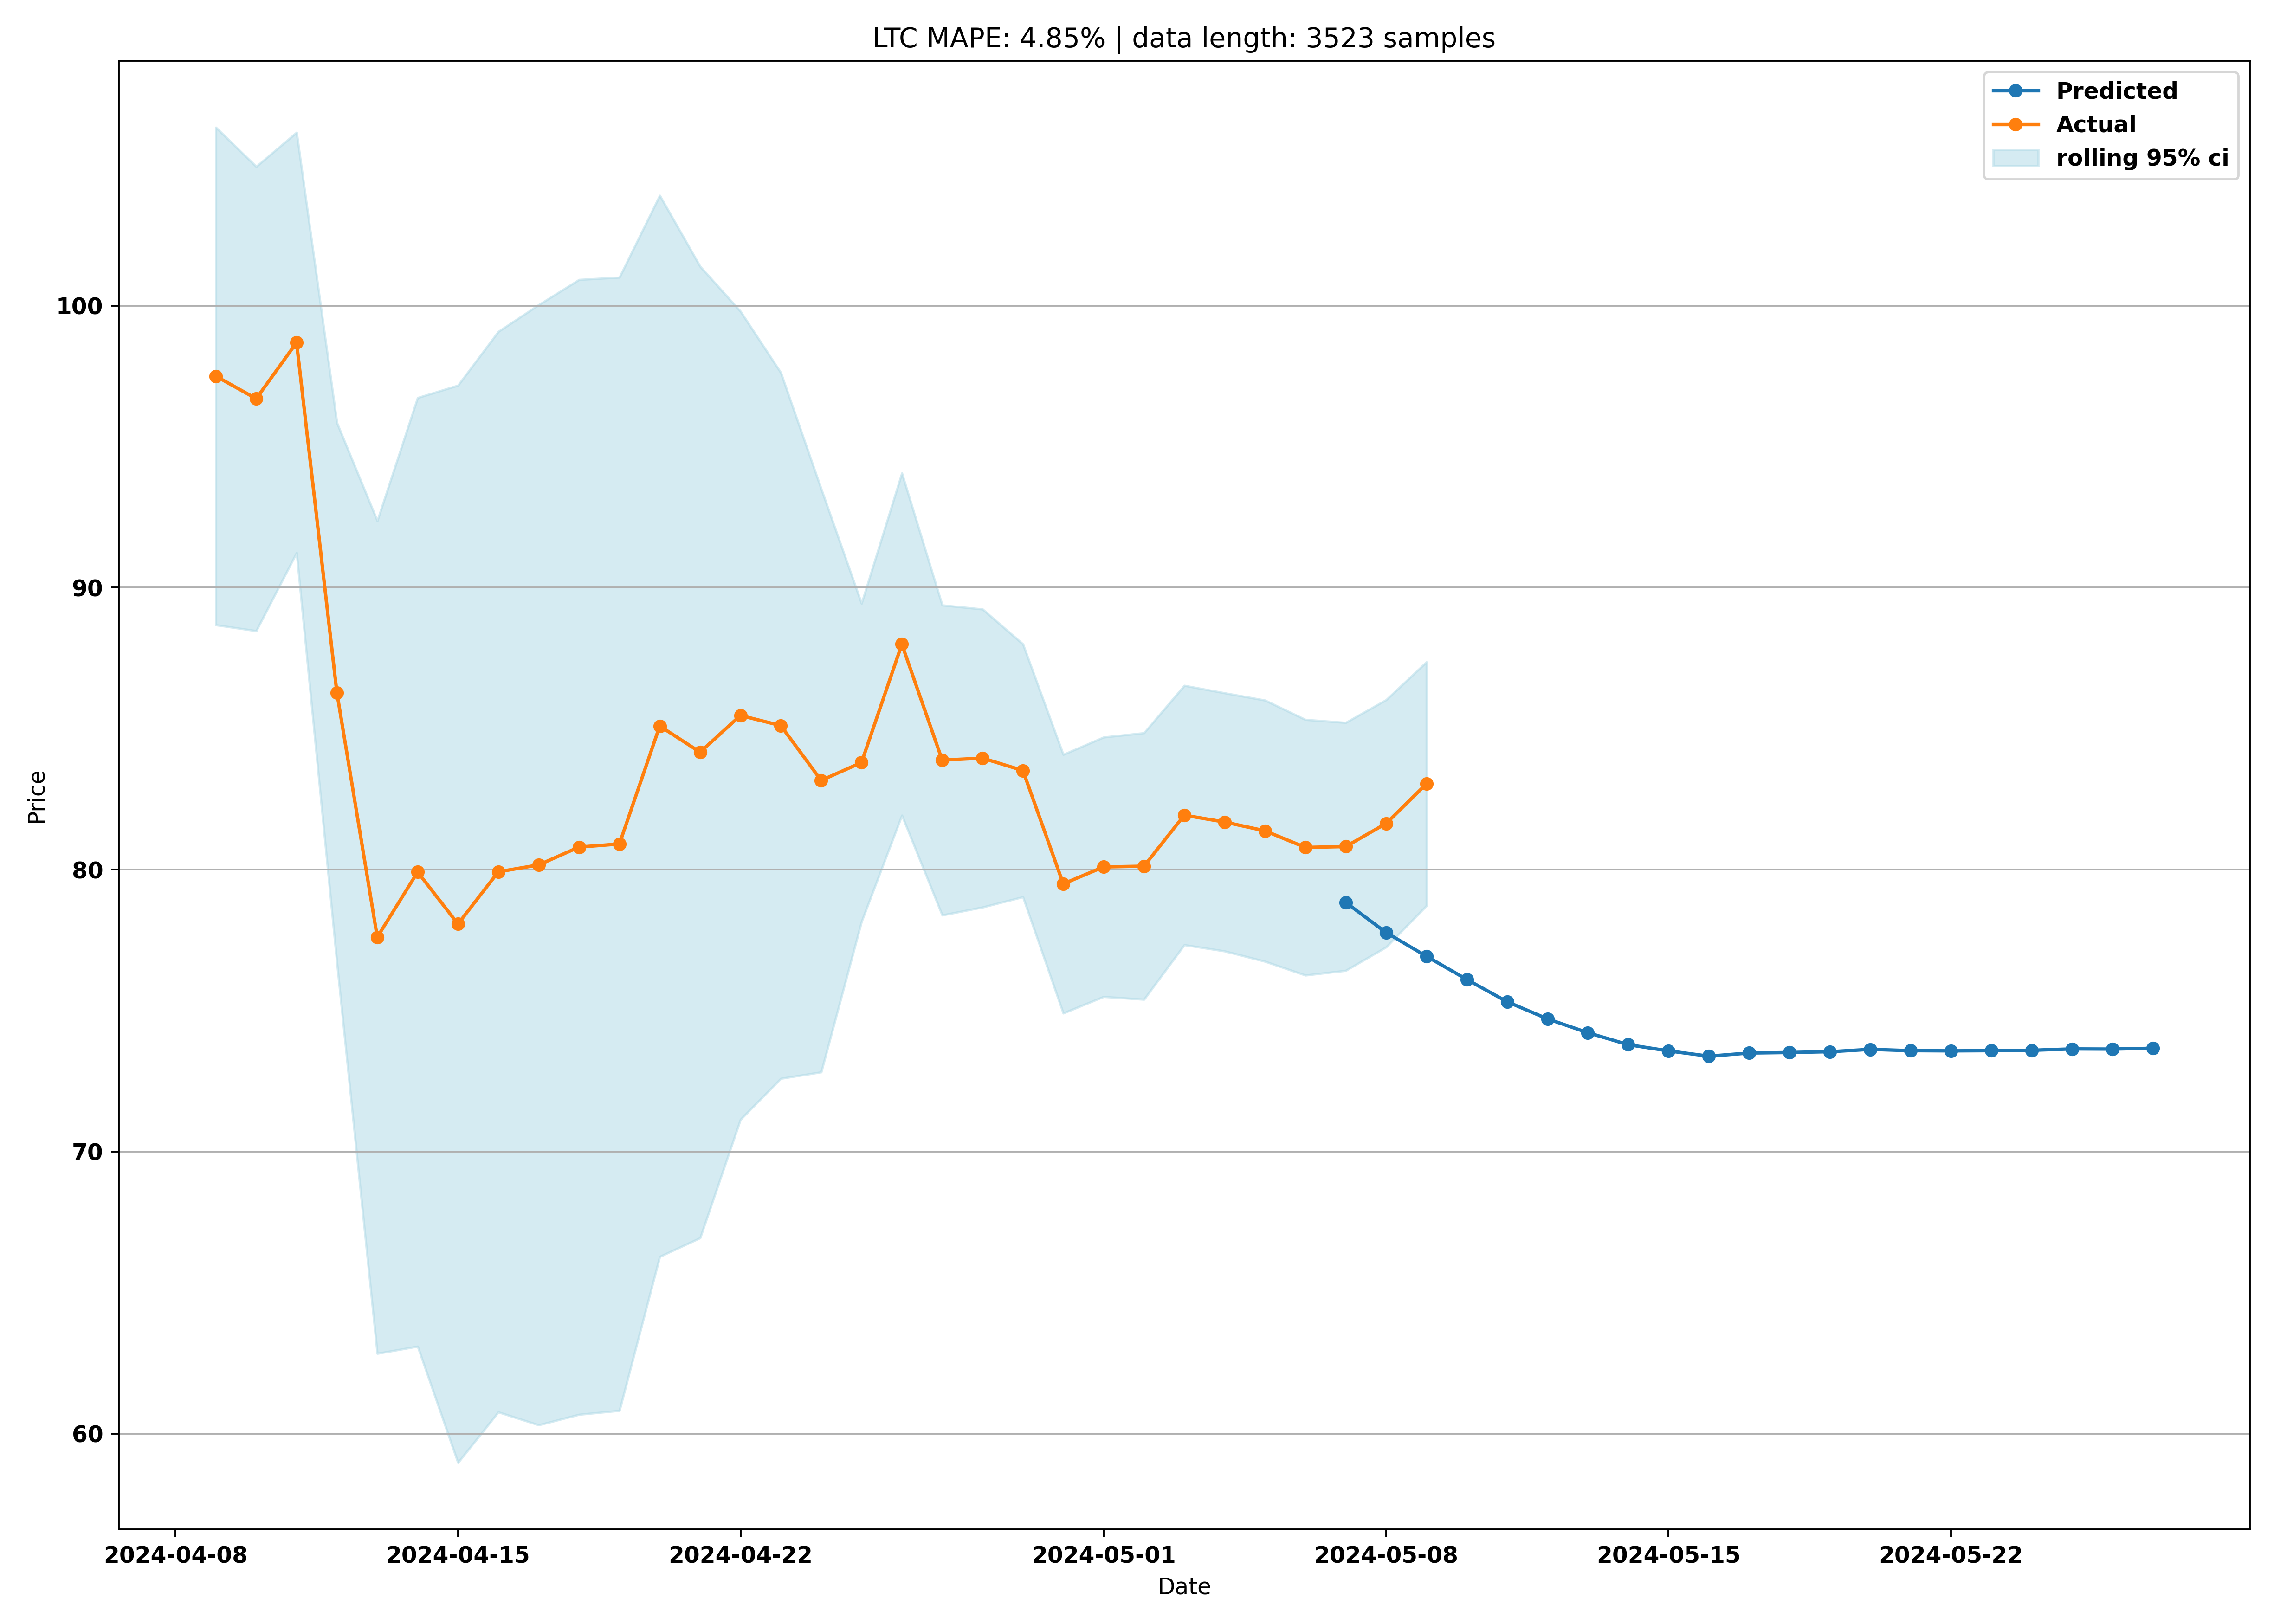 LTC MAPE: 4.85% | data length: 3523 samples
Predicted
Actual
rolling 95% ci
100
90
80
70
60
Price
2024-04-08
2024-04-15
2024-04-22
2024-05-01
2024-05-08
2024-05-15
2024-05-22
Date